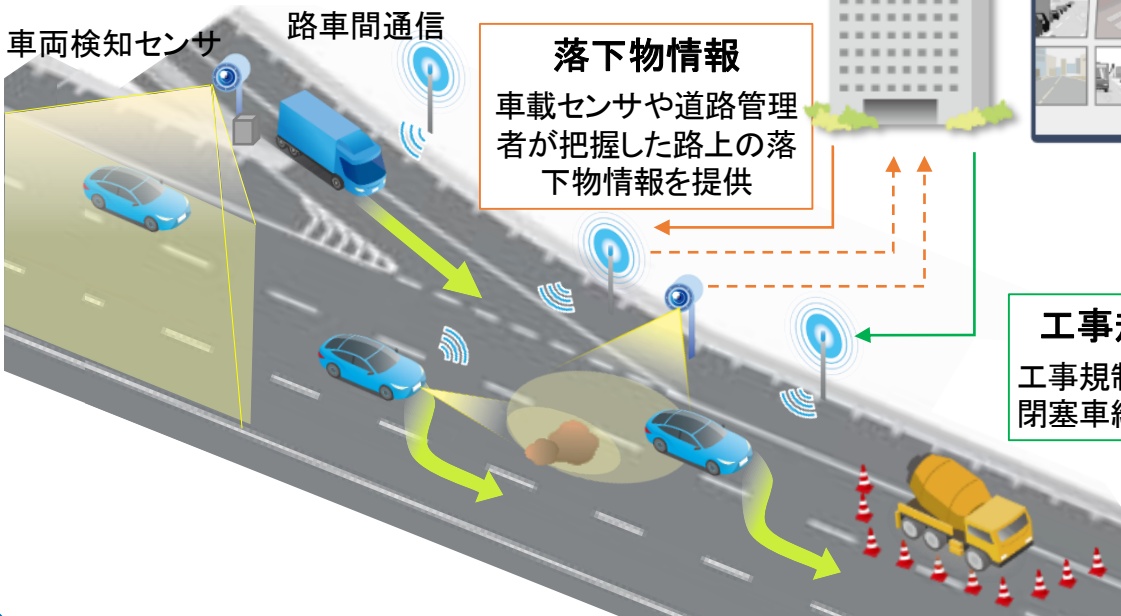 車両検知センサ
路車間通信
落下物情報
車載センサや道路管理
者が把握した路上の落
下物情報を提供
工事
工事規制
閉塞車